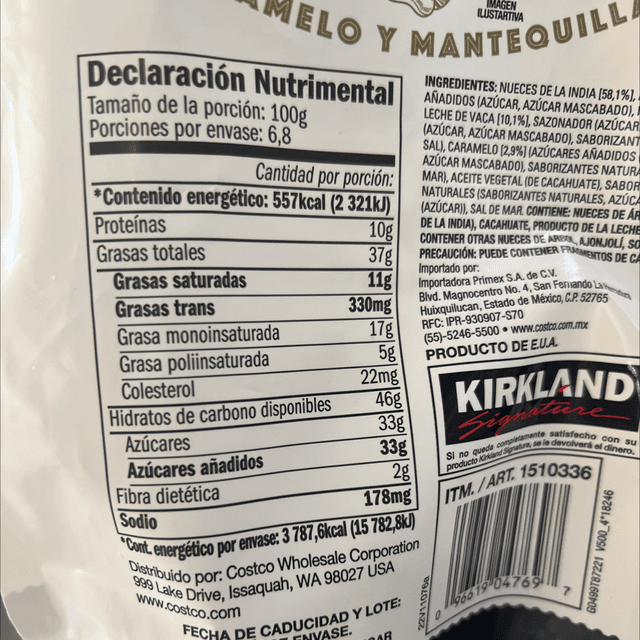 IMAGEN
ILUSTRATIVA
Y MANTEQUILLA
Declaración Nutrimental
Tamaño de la porción: 100g
Porciones por envase: 6,8
Cantidad por porción:
*Contenido energético: 557kcal (2 321kJ)
Proteínas 10g
Grasas totales 37g
Grasas saturadas 11g
Grasas trans 330mg
Grasa monoinsaturada 17g
Grasa poliinsaturada 5g
Colesterol 22mg
Hidratos de carbono disponibles 46g
Azúcares 33g
Azúcares añadidos 33g
Fibra dietética 2g
Sodio 178mg
*Cont. energético por envase: 3 787,6kcal (15 782,8kJ)
Distribuido por: Costco Wholesale Corporation
999 Lake Drive, Issaquah, WA 98027 USA
www.costco.com
FECHA DE CADUCIDAD Y LOTE:
ENVASE.
INGREDIENTES: NUECES DE LA INDIA [58,1%],
AÑADIDOS (AZÚCAR, AZÚCAR MASCABADO),
LECHE DE VACA [10,1%], SAZONADOR (AZÚCAR
(AZÚCAR, AZÚCAR MASCABADO), SABORIZANT
SAL), CARAMELO [2,9%] (AZÚCARES AÑADIDOS
AZÚCAR MASCABADO), SABORIZANTES NATURA
MAR), ACEITE VEGETAL (DE CACAHUATE), SABOR
NATURALES (SABORIZANTES NATURALES, AZÚCA
(AZÚCAR)), SAL DE MAR. CONTIENE: NUECES DE ÁR
DE LA INDIA), CACAHUATE, PRODUCTO DE LA LECHE
CONTENER OTRAS NUECES DE ÁRBOL, AJONJOLÍ, SO
PRECAUCIÓN: PUEDE CONTENER FRAGMENTOS DE CÁ
Importado por:
Importadora Primex S.A. de C.V.
Blvd. Magnocentro No. 4, San Fernando La Herradura
Huixquilucan, Estado de México, C.P. 52765
RFC: IPR-930907-S70
(55)-5246-5500 • www.costco.com.mx
PRODUCTO DE E.U.A.
KIRKLAND
Signature
Si no queda completamente satisfecho con su
producto Kirkland Signature, se le devolverá el dinero.
ITM. / ART. 1510336
0 96619 04769 7
G0499787221 V500_4*18246